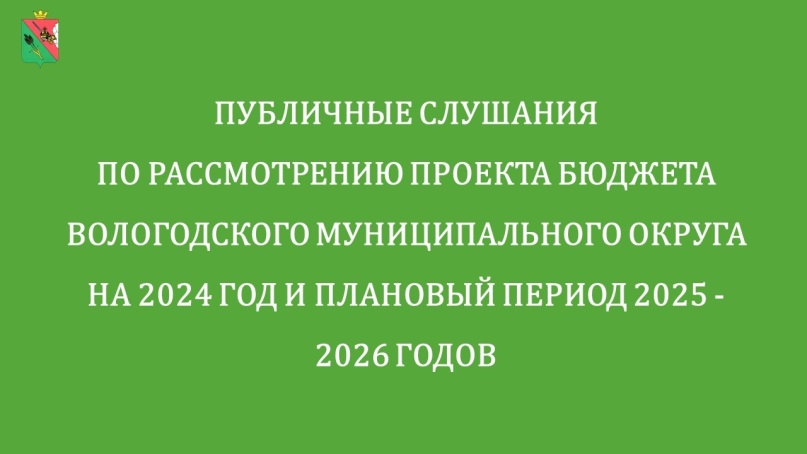 ПУБЛИЧНЫЕ СЛУШАНИЯ
ПО РАССМОТРЕНИЮ ПРОЕКТА БЮДЖЕТА
ВОЛОГОДСКОГО МУНИЦИПАЛЬНОГО ОКРУГА
НА 2024 ГОД И ПЛАНОВЫЙ ПЕРИОД 2025 -
2026 ГОДОВ